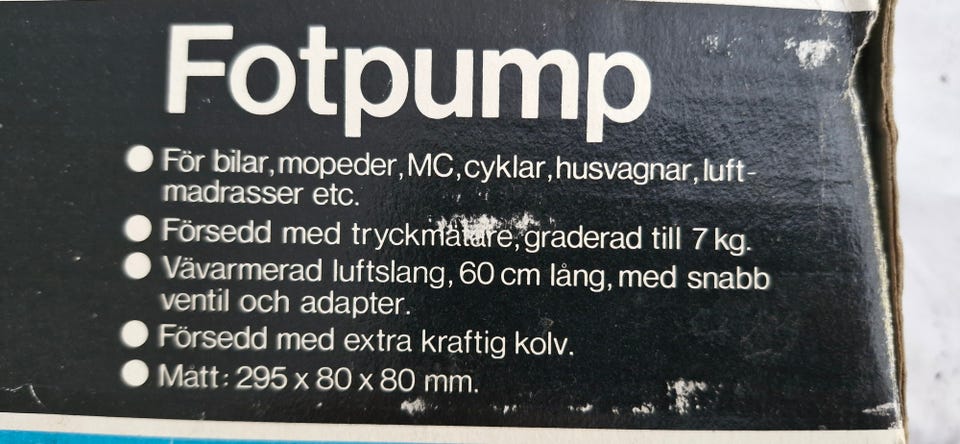 Fotpump
● För bilar, mopeder, MC, cyklar, husvagnar, luft-
madrasser etc.
● Försedd med tryckmätare, graderad till 7 kg.
● Vävarmerad luftslang, 60 cm lång, med snabb
ventil och adapter.
● Försedd med extra kraftig kolv.
● Mått: 295 x 80 x 80 mm.